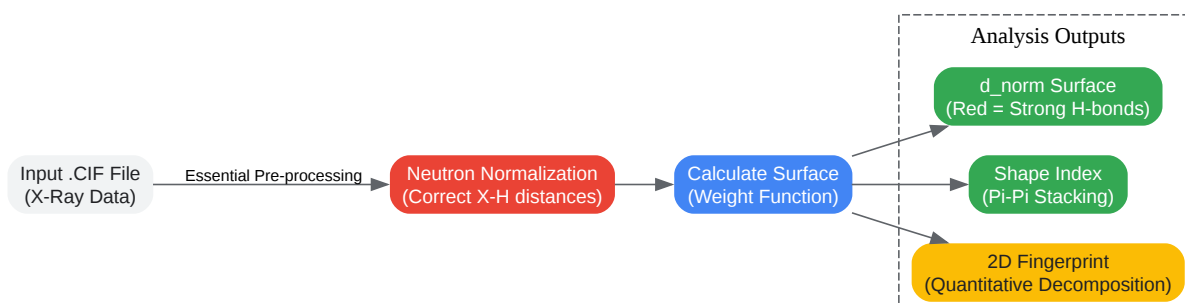 Input .CIF File
(X-Ray Data)
Essential Pre-processing
Neutron Normalization
(Correct X-H distances)
Calculate Surface
(Weight Function)
Analysis Outputs
d_norm Surface
(Red = Strong H-bonds)
Shape Index
(Pi-Pi Stacking)
2D Fingerprint
(Quantitative Decomposition)